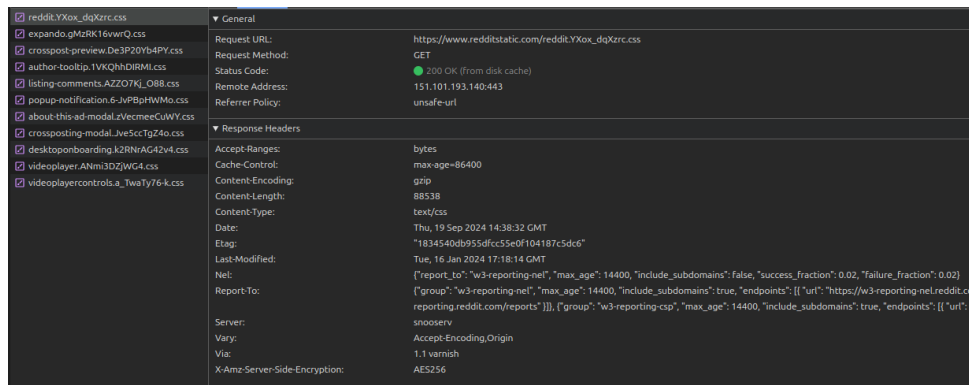 reddit.YXox_dqXzrc.css
expando.gMzRK16vwrQ.css
crosspost-preview.De3P20Yb4PY.css
author-tooltip.1VKQhhDIRMI.css
listing-comments.AZZO7Kj_O88.css
popup-notification.6-JvPBpHWMo.css
about-this-ad-modal.zVecmeeCuWY.css
crossposting-modal.Jve5ccTgZ4o.css
desktoponboarding.k2RNrAG42v4.css
videoplayer.ANmi3DZjWG4.css
videoplayercontrols.a_TwaTy76-k.css
▼ General
Request URL: https://www.redditstatic.com/reddit.YXox_dqXzrc.css
Request Method: GET
Status Code: 200 OK (from disk cache)
Remote Address: 151.101.193.140:443
Referrer Policy: unsafe-url
▼ Response Headers
Accept-Ranges: bytes
Cache-Control: max-age=86400
Content-Encoding: gzip
Content-Length: 88538
Content-Type: text/css
Date: Thu, 19 Sep 2024 14:38:32 GMT
Etag: "1834540db955dfcc55e0f104187c5dc6"
Last-Modified: Tue, 16 Jan 2024 17:18:14 GMT
Nel: {"report_to": "w3-reporting-nel", "max_age": 14400, "include_subdomains": false, "success_fraction": 0.02, "failure_fraction": 0.02}
Report-To: {"group": "w3-reporting-nel", "max_age": 14400, "include_subdomains": true, "endpoints": [{ "url": "https://w3-reporting-nel.reddit.co
reporting.reddit.com/reports" }]}, {"group": "w3-reporting-csp", "max_age": 14400, "include_subdomains": true, "endpoints": [{ "url":
Server: snooserv
Vary: Accept-Encoding,Origin
Via: 1.1 varnish
X-Amz-Server-Side-Encryption: AES256